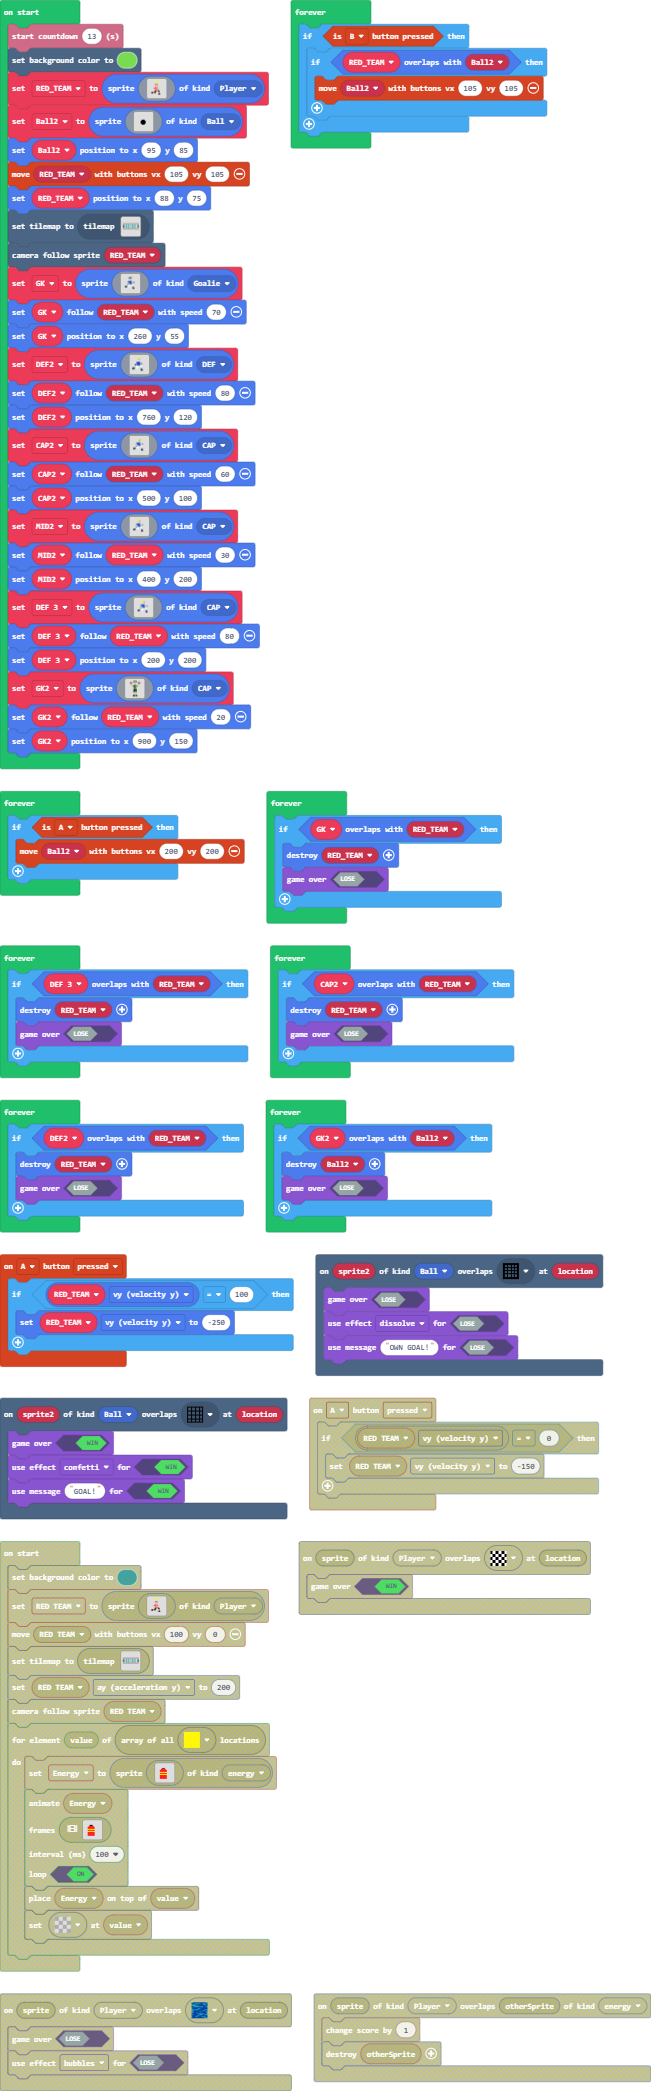 on start
start countdown 13 (s)
set background color to
set RED_TEAM to sprite of kind Player
set Ball2 to sprite of kind Ball
set Ball2 position to x 95 y 85
move RED_TEAM with buttons vx 105 vy 105
set RED_TEAM position to x 88 y 75
set tilemap to tilemap
camera follow sprite RED_TEAM
set GK to sprite of kind Goalie
set GK follow RED_TEAM with speed 70
set GK position to x 260 y 55
set DEF2 to sprite of kind DEF
set DEF2 follow RED_TEAM with speed 80
set DEF2 position to x 760 y 120
set CAP2 to sprite of kind CAP
set CAP2 follow RED_TEAM with speed 60
set CAP2 position to x 500 y 100
set MID2 to sprite of kind CAP
set MID2 follow RED_TEAM with speed 30
set MID2 position to x 400 y 200
set DEF 3 to sprite of kind CAP
set DEF 3 follow RED_TEAM with speed 80
set DEF 3 position to x 200 y 200
set GK2 to sprite of kind CAP
set GK2 follow RED_TEAM with speed 20
set GK2 position to x 900 y 150
forever
if is B button pressed then
if RED_TEAM overlaps with Ball2 then
move Ball2 with buttons vx 105 vy 105
forever
if is A button pressed then
move Ball2 with buttons vx 200 vy 200
forever
if GK overlaps with RED_TEAM then
destroy RED_TEAM
game over LOSE
forever
if DEF 3 overlaps with RED_TEAM then
destroy RED_TEAM
game over LOSE
forever
if CAP2 overlaps with RED_TEAM then
destroy RED_TEAM
game over LOSE
forever
if DEF2 overlaps with RED_TEAM then
destroy RED_TEAM
game over LOSE
forever
if GK2 overlaps with Ball2 then
destroy Ball2
game over LOSE
on A button pressed
if RED_TEAM vy (velocity y) = 100 then
set RED_TEAM vy (velocity y) to -250
on sprite2 of kind Ball overlaps at location
game over LOSE
use effect dissolve for LOSE
use message "OWN GOAL!" for LOSE
on sprite2 of kind Ball overlaps at location
game over WIN
use effect confetti for WIN
use message "GOAL!" for WIN
on A button pressed
if RED TEAM vy (velocity y) = 0 then
set RED TEAM vy (velocity y) to -150
on start
set background color to
set RED TEAM to sprite of kind Player
move RED TEAM with buttons vx 100 vy 0
set tilemap to tilemap
set RED TEAM ay (acceleration y) to 200
camera follow sprite RED TEAM
for element value of array of all locations
do
set Energy to sprite of kind energy
animate Energy
frames
interval (ms) 100
loop ON
place Energy on top of value
set at value
on sprite of kind Player overlaps at location
game over WIN
on sprite of kind Player overlaps at location
game over LOSE
use effect bubbles for LOSE
on sprite of kind Player overlaps otherSprite of kind energy
change score by 1
destroy otherSprite